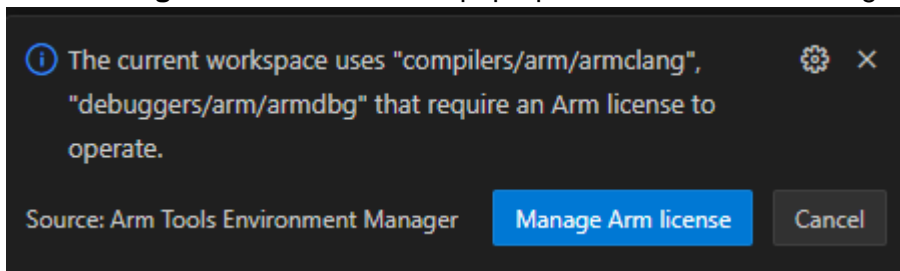 The current workspace uses "compilers/arm/armclang",
"debuggers/arm/armdbg" that require an Arm license to
operate.
Source: Arm Tools Environment Manager
Manage Arm license
Cancel